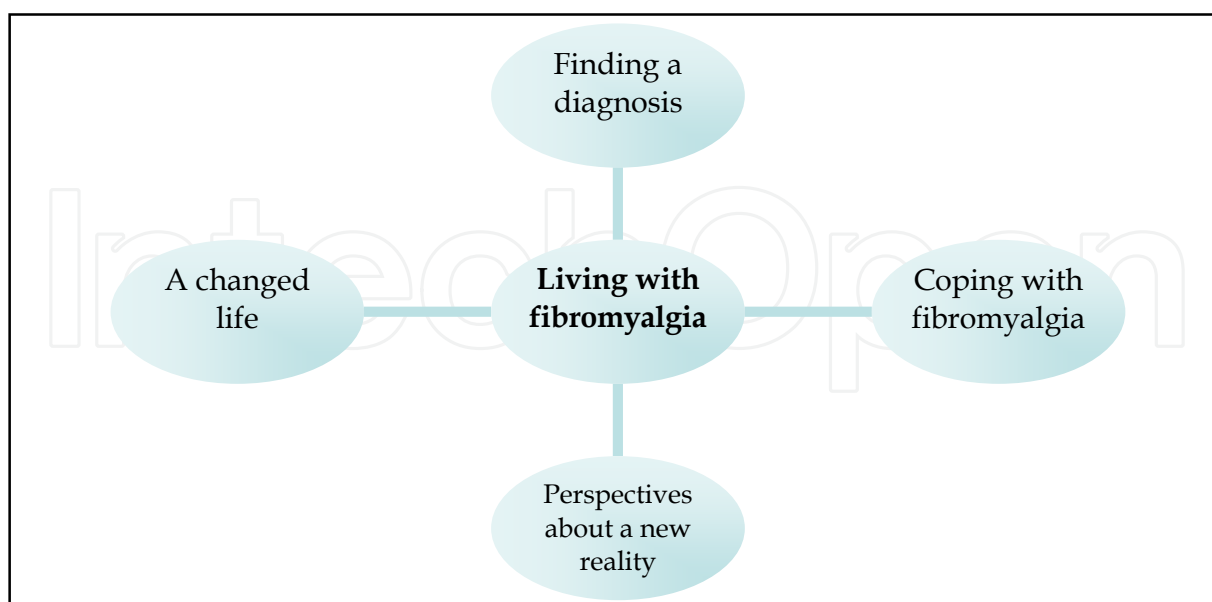 Finding a
diagnosis
IntechOpen
A changed
life
Living with
fibromyalgia
Coping with
fibromyalgia
Perspectives
about a new
reality